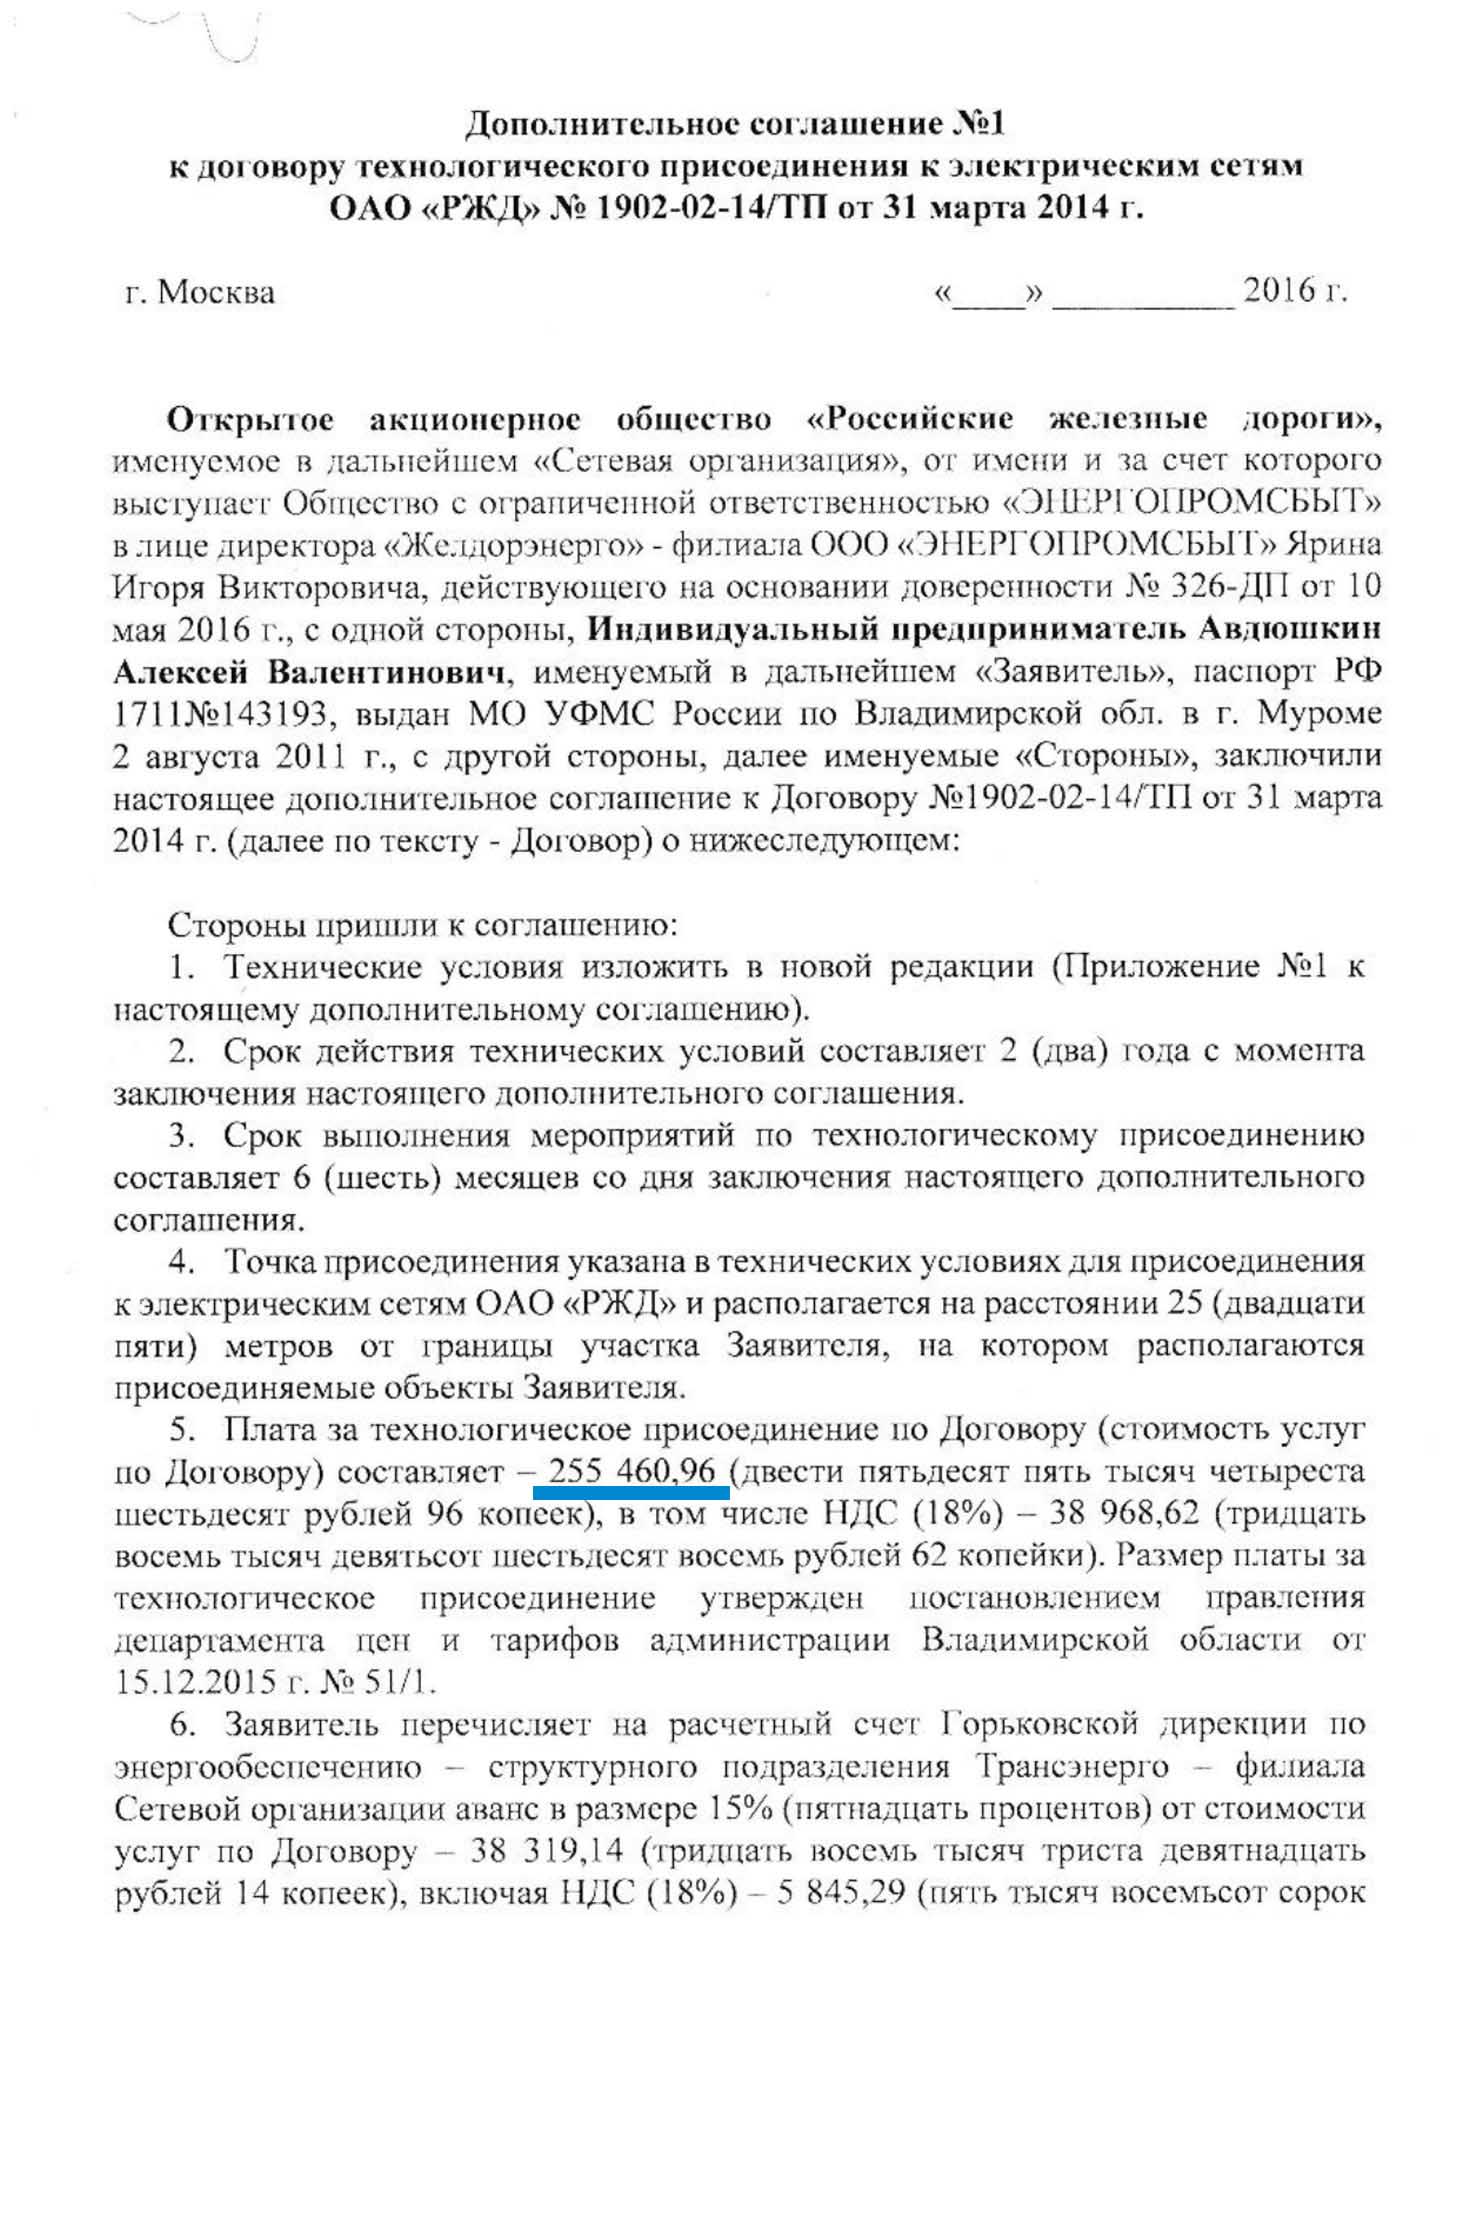 Дополнительное соглашение №1
к договору технологического присоединения к электрическим сетям
ОАО «РЖД» № 1902-02-14/ТП от 31 марта 2014 г.
г. Москва «____» __________ 2016 г.
Открытое акционерное общество «Российские железные дороги»,
именуемое в дальнейшем «Сетевая организация», от имени и за счет которого
выступает Общество с ограниченной ответственностью «ЭНЕРГОПРОМСБЫТ»
в лице директора «Желдорэнерго» - филиала ООО «ЭНЕРГОПРОМСБЫТ» Ярина
Игоря Викторовича, действующего на основании доверенности № 326-ДП от 10
мая 2016 г., с одной стороны, Индивидуальный предприниматель Авдюшкин
Алексей Валентинович, именуемый в дальнейшем «Заявитель», паспорт РФ
1711№143193, выдан МО УФМС России по Владимирской обл. в г. Муроме
2 августа 2011 г., с другой стороны, далее именуемые «Стороны», заключили
настоящее дополнительное соглашение к Договору №1902-02-14/ТП от 31 марта
2014 г. (далее по тексту - Договор) о нижеследующем:
Стороны пришли к соглашению:
1. Технические условия изложить в новой редакции (Приложение №1 к
настоящему дополнительному соглашению).
2. Срок действия технических условий составляет 2 (два) года с момента
заключения настоящего дополнительного соглашения.
3. Срок выполнения мероприятий по технологическому присоединению
составляет 6 (шесть) месяцев со дня заключения настоящего дополнительного
соглашения.
4. Точка присоединения указана в технических условиях для присоединения
к электрическим сетям ОАО «РЖД» и располагается на расстоянии 25 (двадцати
пяти) метров от границы участка Заявителя, на котором располагаются
присоединяемые объекты Заявителя.
5. Плата за технологическое присоединение по Договору (стоимость услуг
по Договору) составляет – 255 460,96 (двести пятьдесят пять тысяч четыреста
шестьдесят рублей 96 копеек), в том числе НДС (18%) – 38 968,62 (тридцать
восемь тысяч девятьсот шестьдесят восемь рублей 62 копейки). Размер платы за
технологическое присоединение утвержден постановлением правления
департамента цен и тарифов администрации Владимирской области от
15.12.2015 г. № 51/1.
6. Заявитель перечисляет на расчетный счет Горьковской дирекции по
энергообеспечению – структурного подразделения Трансэнерго – филиала
Сетевой организации аванс в размере 15% (пятнадцать процентов) от стоимости
услуг по Договору – 38 319,14 (тридцать восемь тысяч триста девятнадцать
рублей 14 копеек), включая НДС (18%) – 5 845,29 (пять тысяч восемьсот сорок